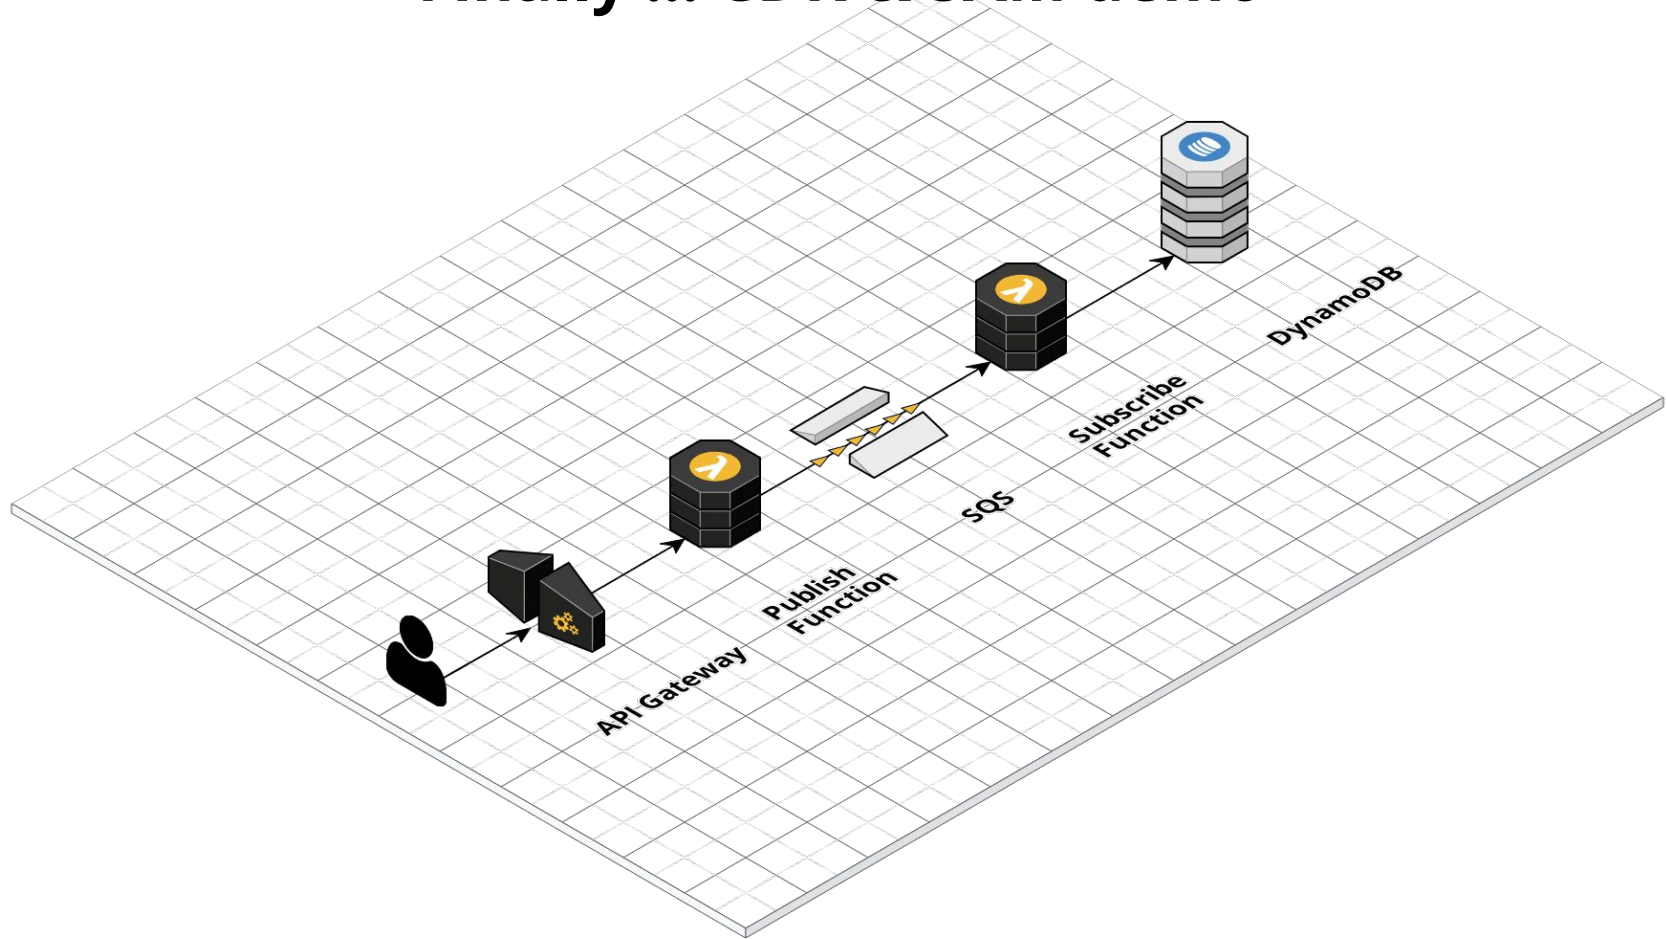 API Gateway
Publish
Function
SQS
Subscribe
Function
DynamoDB